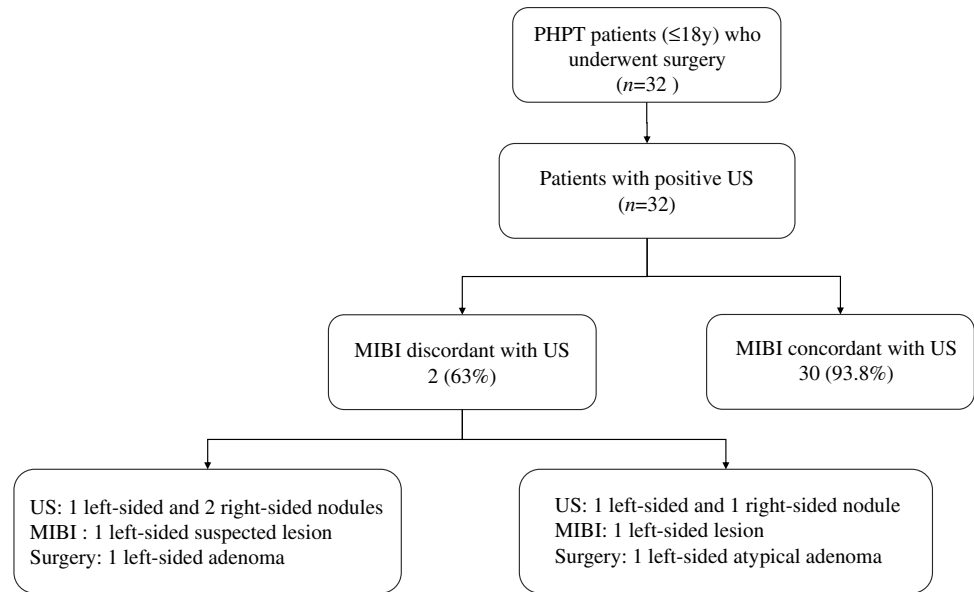 PHPT patients (≤18y) who
underwent surgery
(n=32 )
Patients with positive US
(n=32)
MIBI discordant with US
2 (63%)
MIBI concordant with US
30 (93.8%)
US: 1 left-sided and 2 right-sided nodules
MIBI : 1 left-sided suspected lesion
Surgery: 1 left-sided adenoma
US: 1 left-sided and 1 right-sided nodule
MIBI: 1 left-sided lesion
Surgery: 1 left-sided atypical adenoma